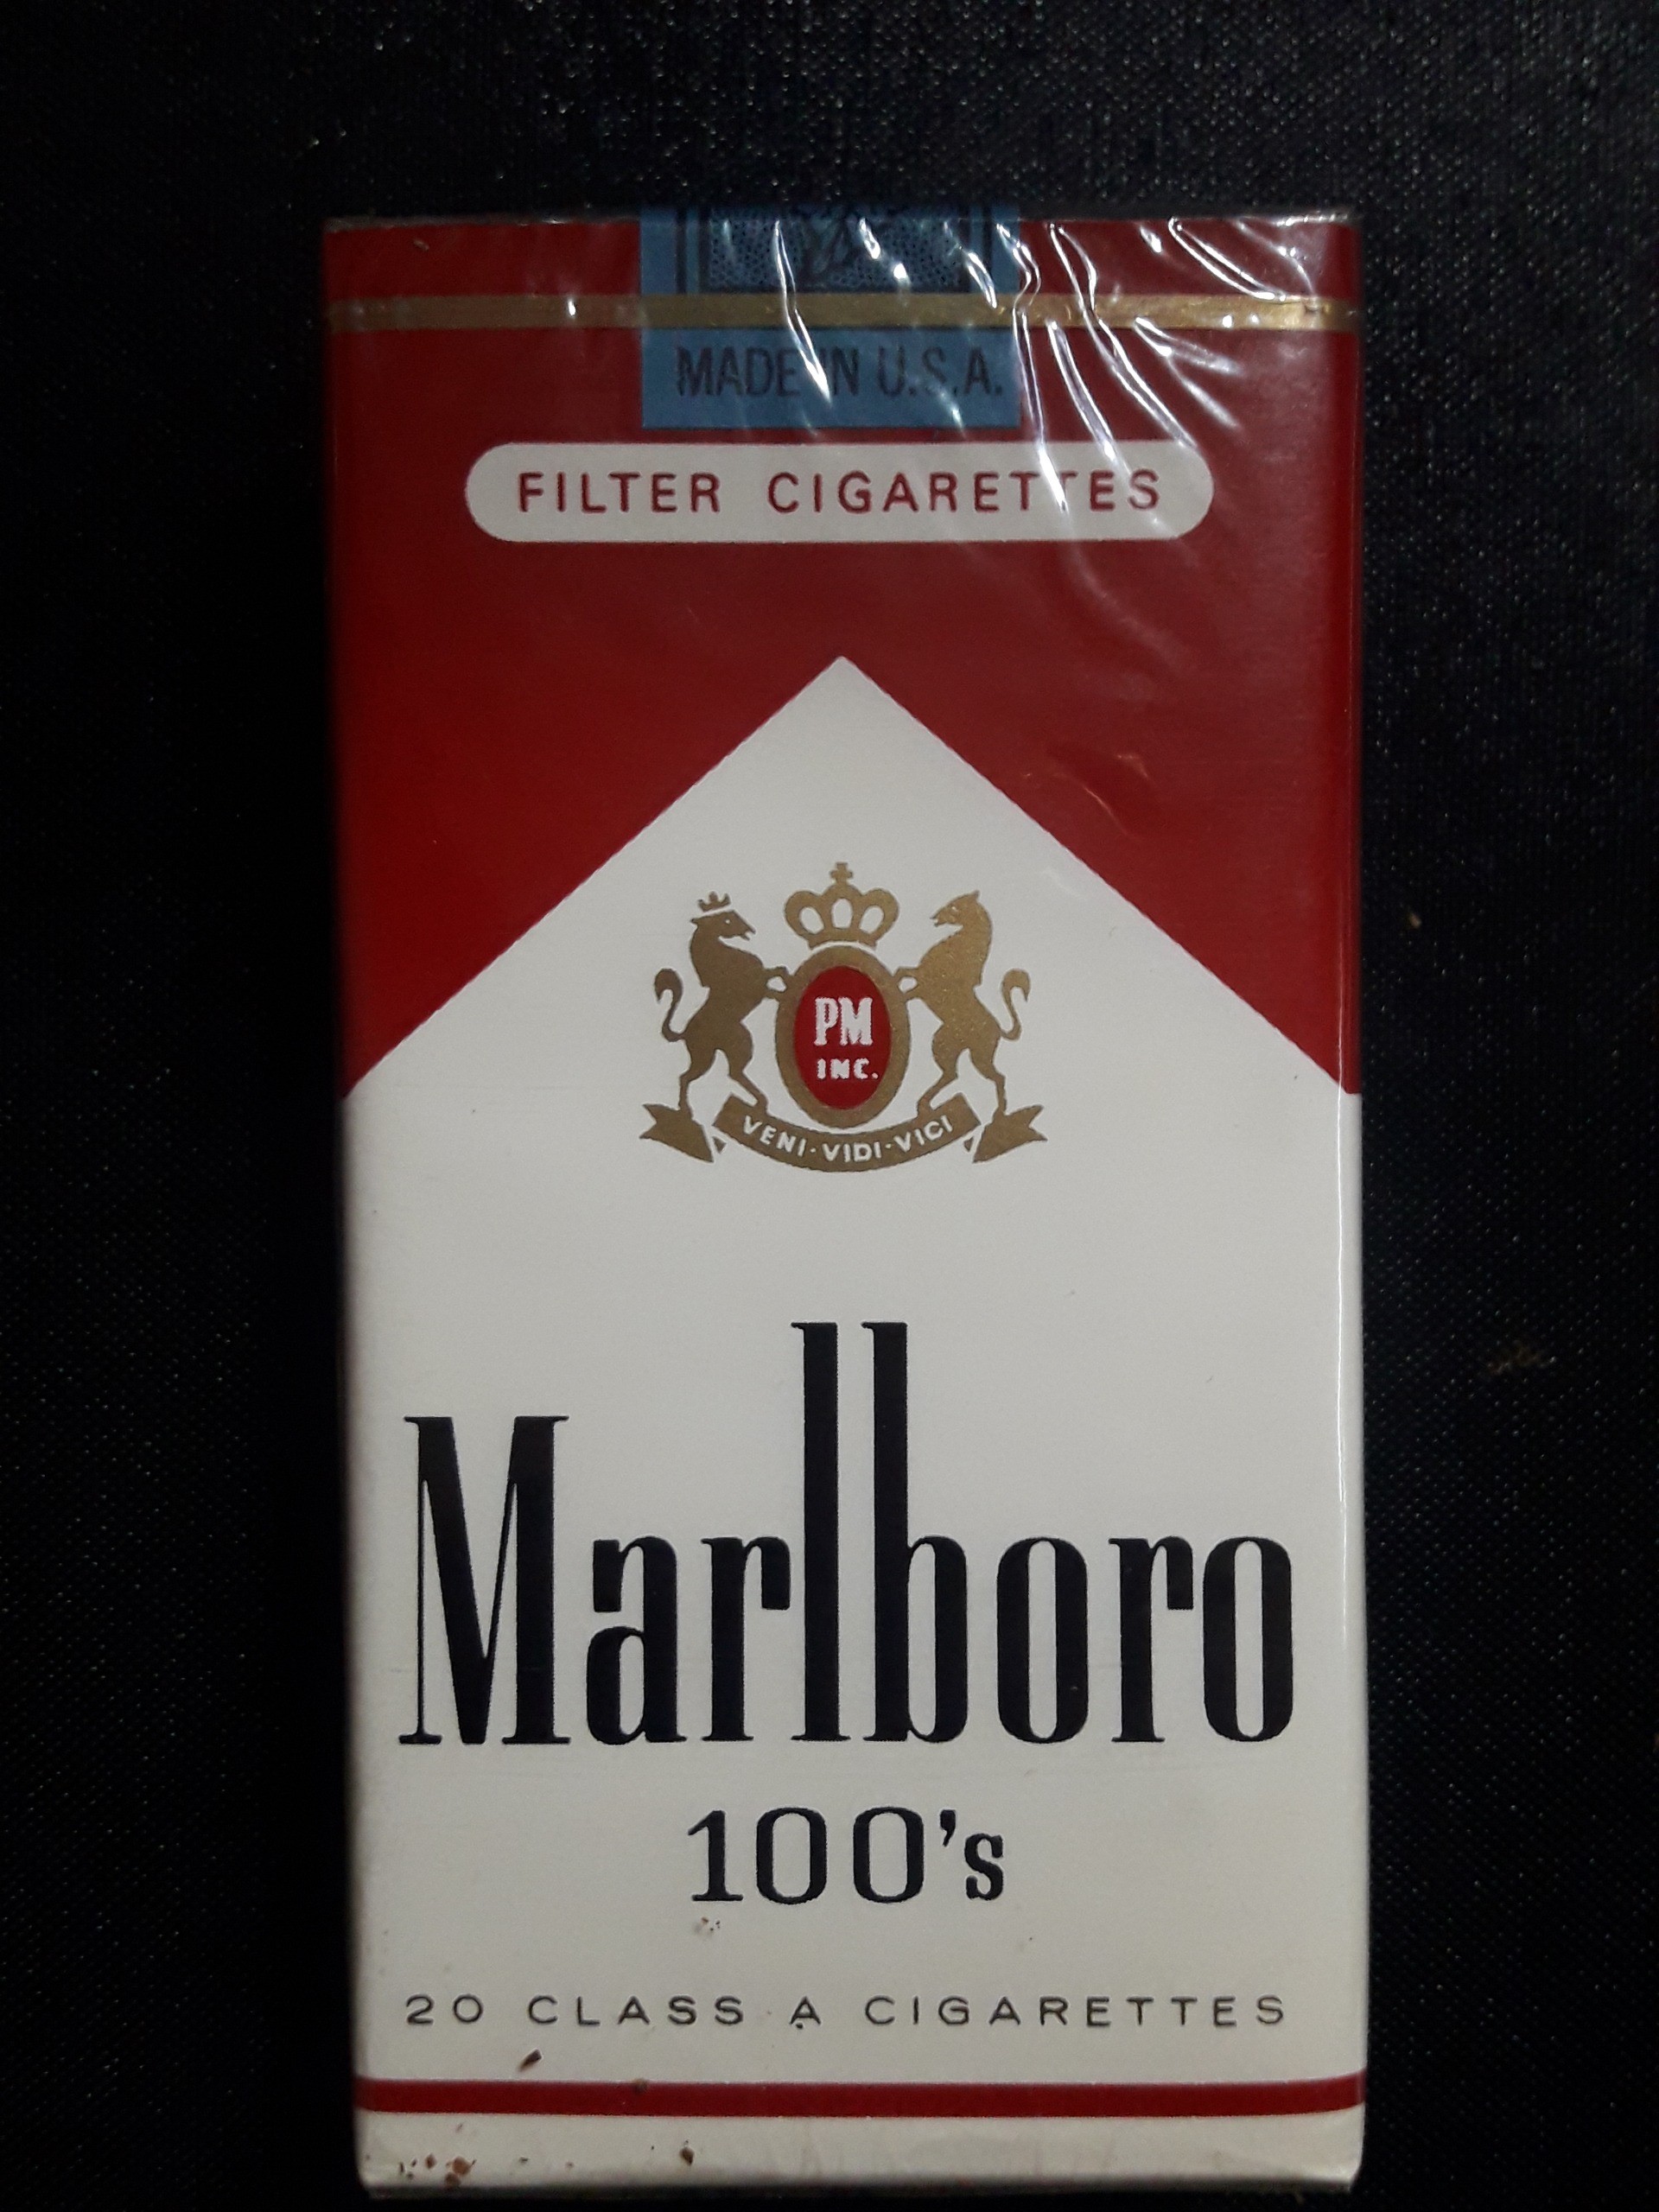 MADE IN U.S.A.
FILTER CIGARETTES
PM
INC.
VENI·VIDI·VICI
Marlboro
100's
20 CLASS A CIGARETTES